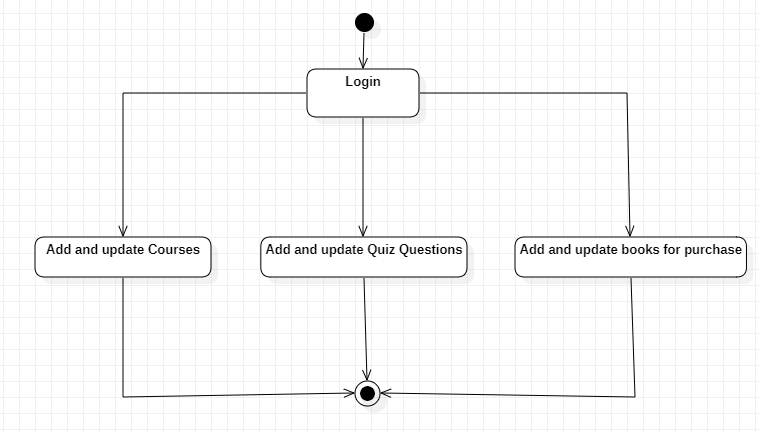 Login
Add and update Courses
Add and update Quiz Questions
Add and update books for purchase